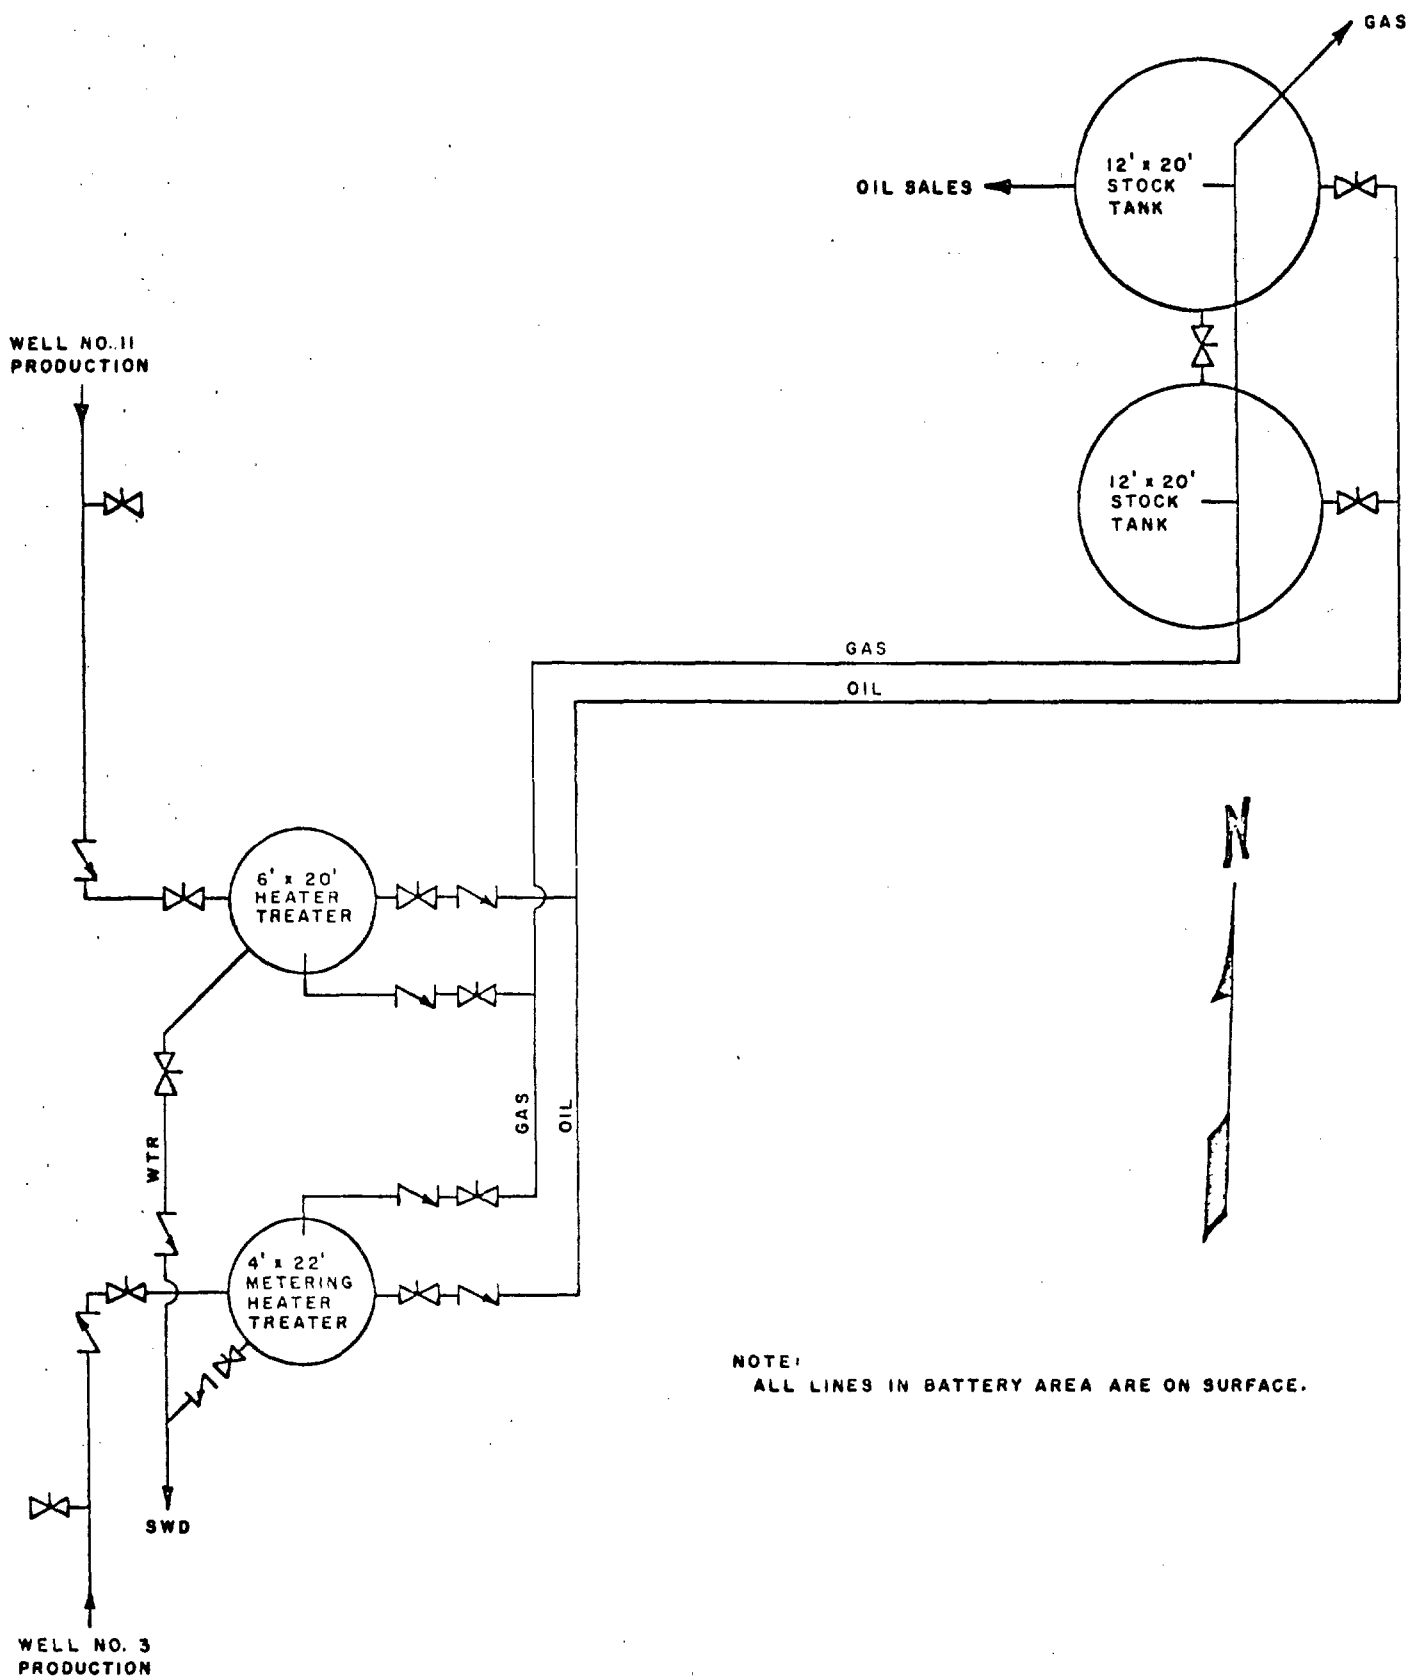 GAS
12' x 20'
STOCK
TANK
OIL SALES
WELL NO. 11
PRODUCTION
12' x 20'
STOCK
TANK
GAS
OIL
N
6' x 20'
HEATER
TREATER
GAS
OIL
WTR
4' x 22'
METERING
HEATER
TREATER
NOTE:
ALL LINES IN BATTERY AREA ARE ON SURFACE.
SWD
WELL NO. 3
PRODUCTION